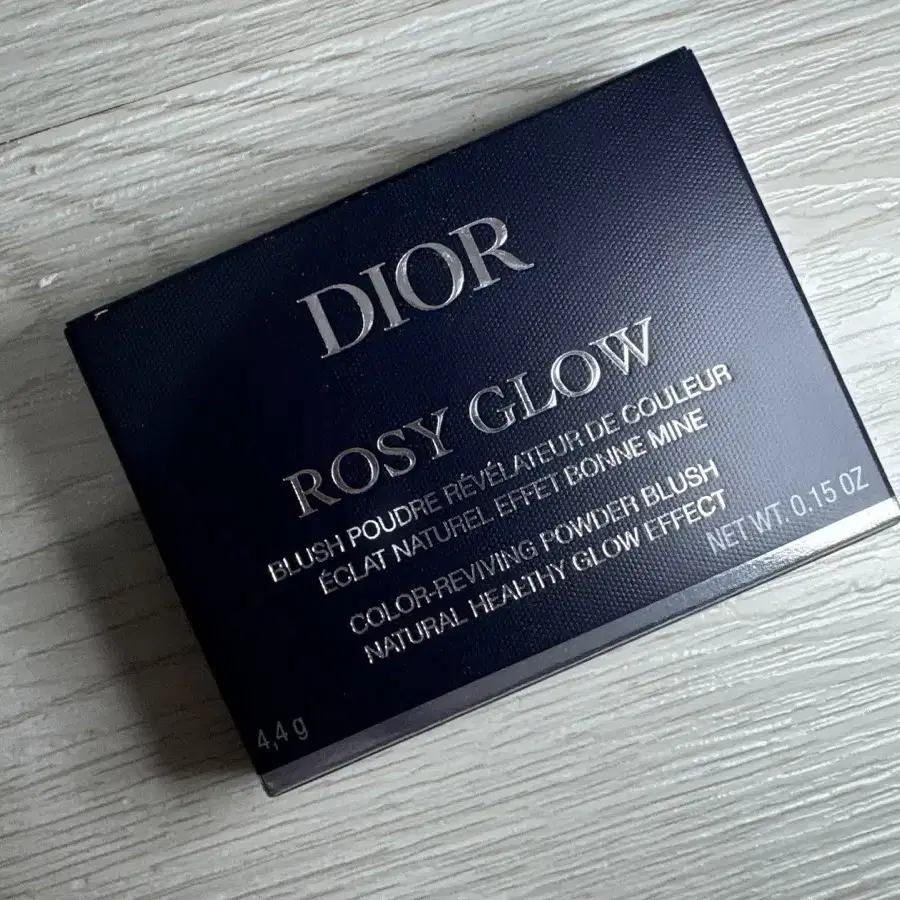 DIOR
ROSY GLOW
BLUSH POUDRE RÉVÉLATEUR DE COULEUR
ÉCLAT NATUREL EFFET BONNE MINE
COLOR-REVIVING POWDER BLUSH
NATURAL HEALTHY GLOW EFFECT
4,4 g
NET WT. 0.15 OZ